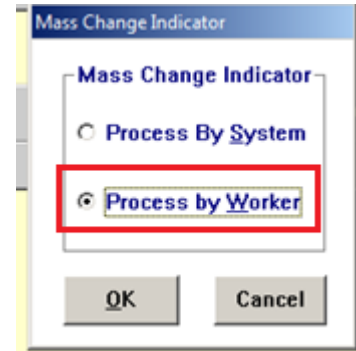 Mass Change Indicator
Mass Change Indicator
Process By System
Process by Worker
OK Cancel